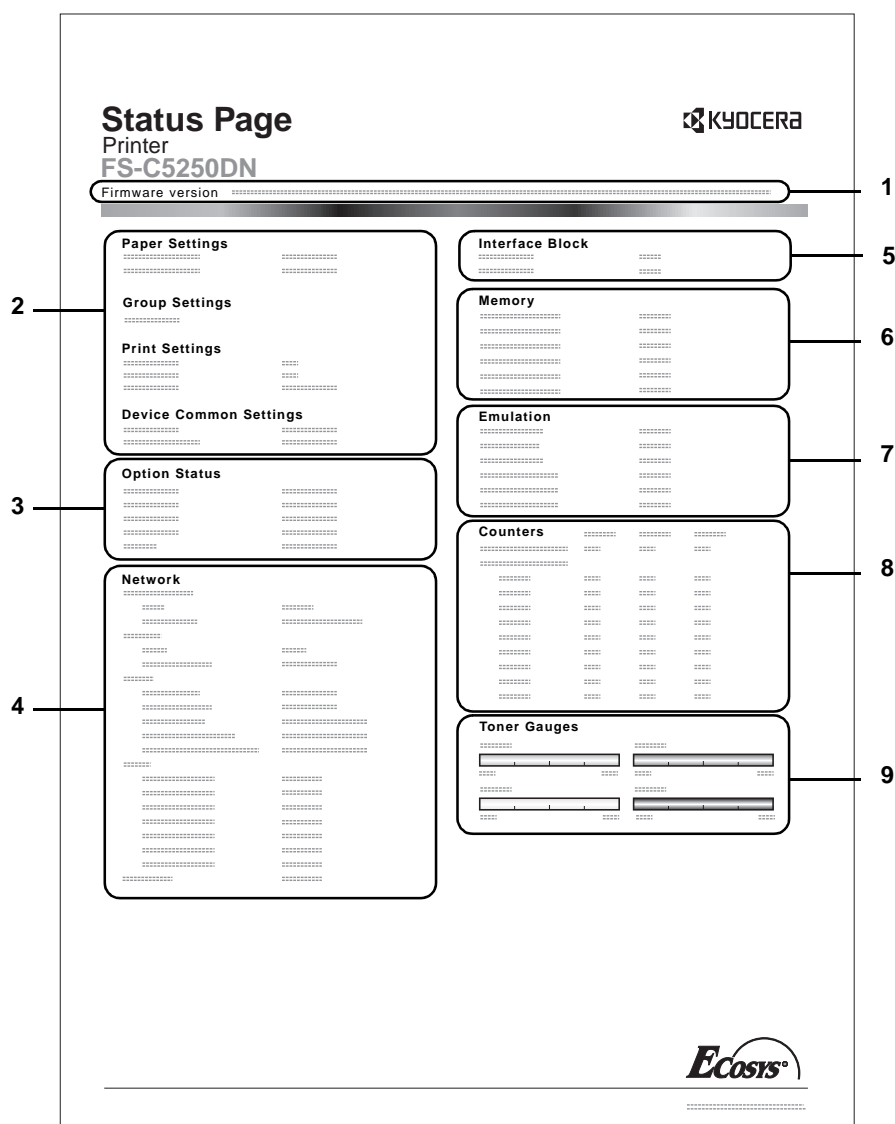 Status Page
KYOCERA
Printer
FS-C5250DN
Firmware version
1
Paper Settings
Group Settings
Print Settings
Device Common Settings
2
Option Status
3
Network
4
Interface Block
5
Memory
6
Emulation
7
Counters
8
Toner Gauges
9
ECOSYS